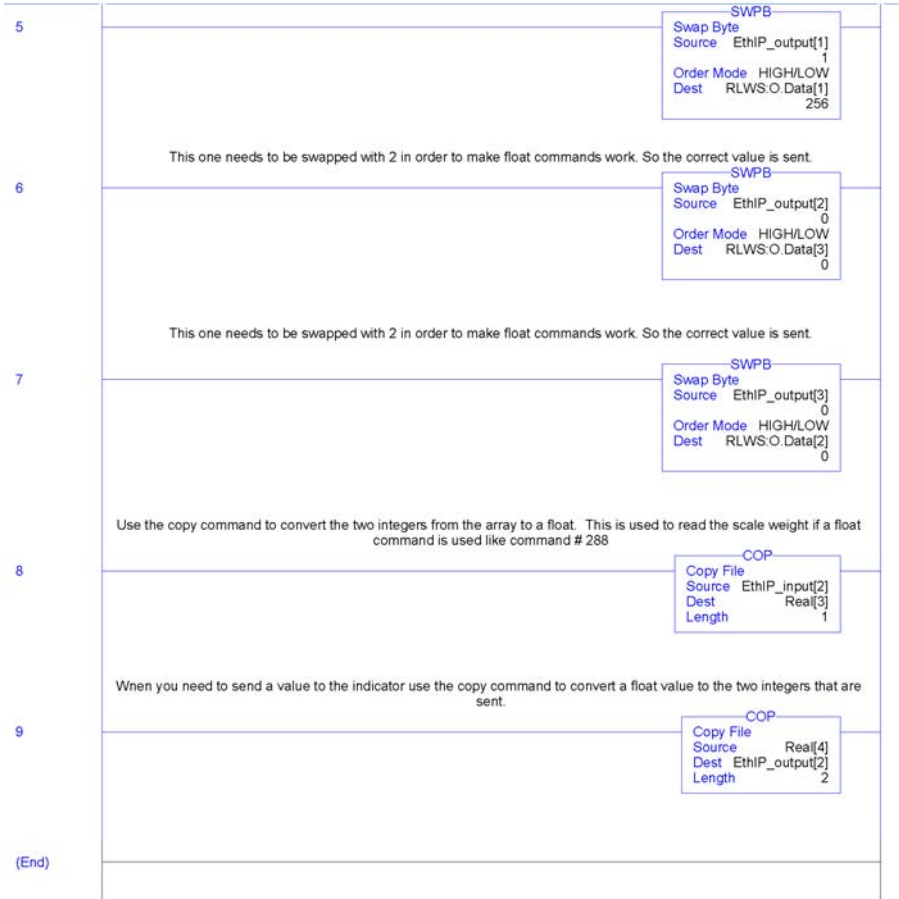 5
SWPB
Swap Byte
Source EthIP_output[1]
1
Order Mode HIGH/LOW
Dest RLWS:O.Data[1]
256
This one needs to be swapped with 2 in order to make float commands work. So the correct value is sent.
6
SWPB
Swap Byte
Source EthIP_output[2]
0
Order Mode HIGH/LOW
Dest RLWS:O.Data[3]
0
This one needs to be swapped with 2 in order to make float commands work. So the correct value is sent.
7
SWPB
Swap Byte
Source EthIP_output[3]
0
Order Mode HIGH/LOW
Dest RLWS:O.Data[2]
0
Use the copy command to convert the two integers from the array to a float. This is used to read the scale weight if a float
command is used like command # 288
8
COP
Copy File
Source EthIP_input[2]
Dest Real[3]
Length 1
Wnen you need to send a value to the indicator use the copy command to convert a float value to the two integers that are
sent.
9
COP
Copy File
Source Real[4]
Dest EthIP_output[2]
Length 2
(End)